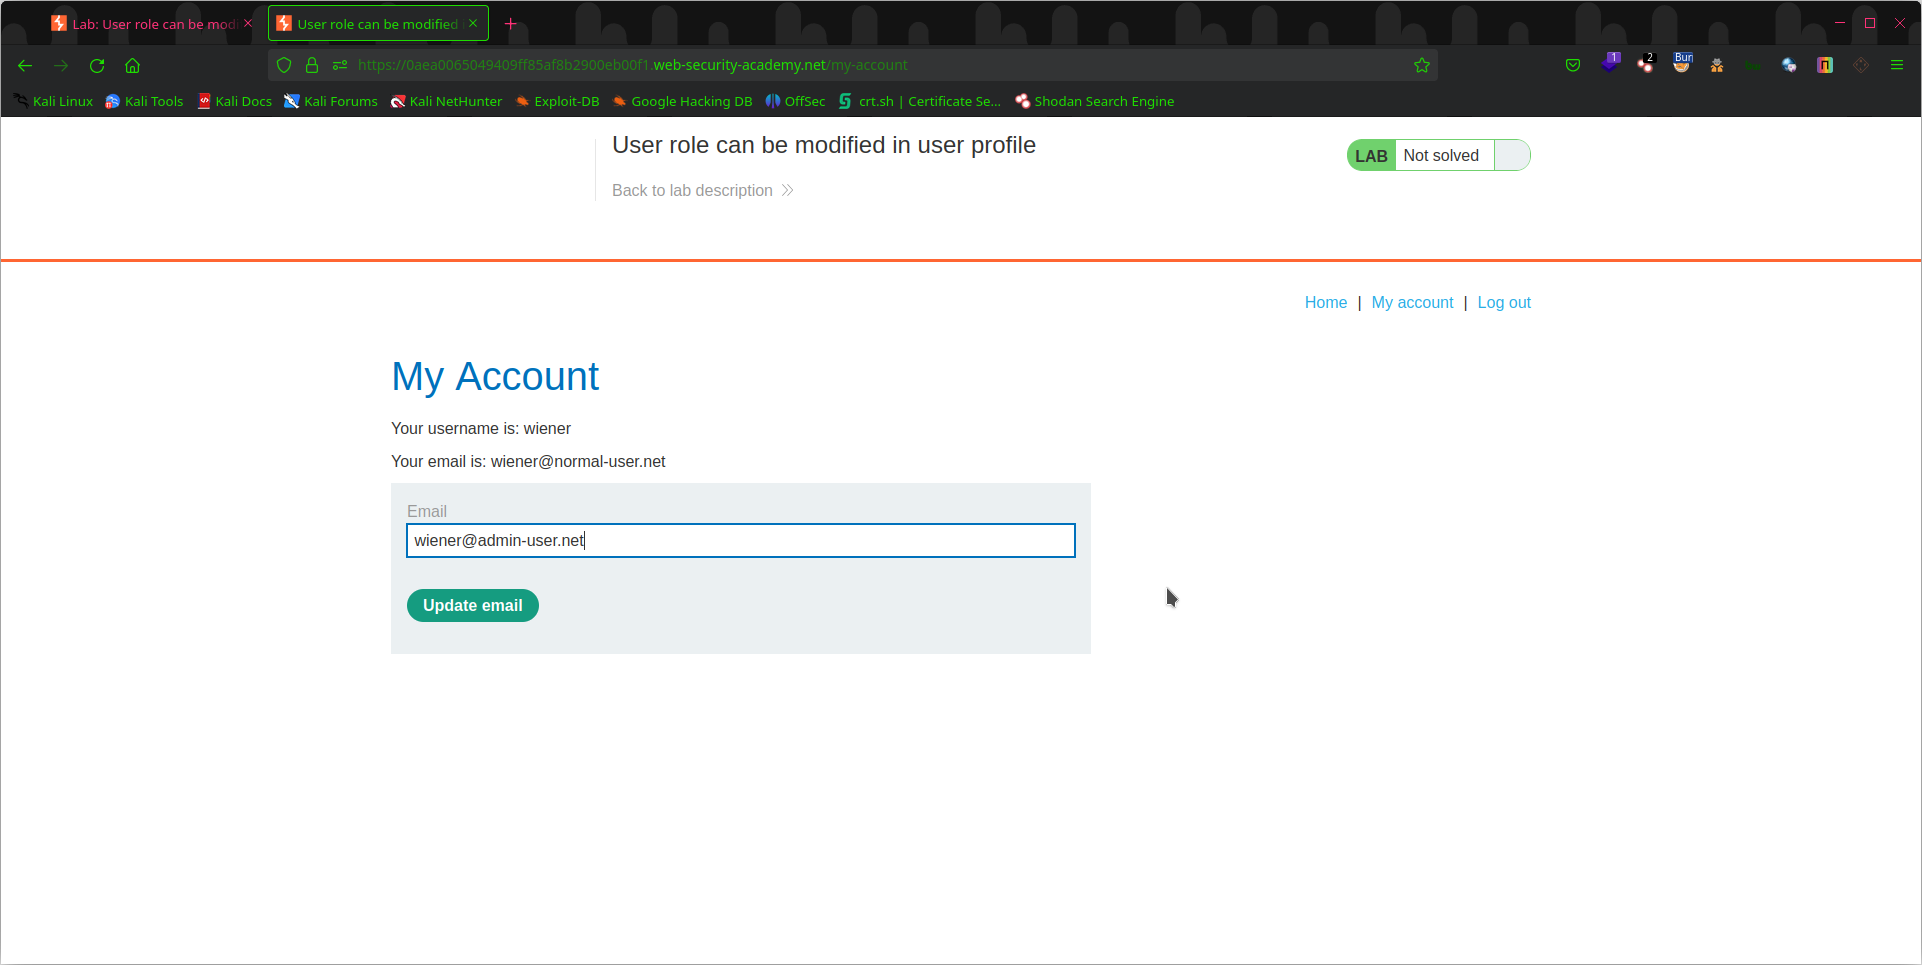 Lab: User role can be mod
User role can be modified
https://0aea0065049409ff85af8b2900eb00f1.web-security-academy.net/my-account
1
2
Bur
Kali Linux
Kali Tools
Kali Docs
Kali Forums
Kali NetHunter
Exploit-DB
Google Hacking DB
OffSec
crt.sh | Certificate Se...
Shodan Search Engine
User role can be modified in user profile
LAB Not solved
Back to lab description
Home | My account | Log out
My Account
Your username is: wiener
Your email is: wiener@normal-user.net
Email
wiener@admin-user.net
Update email